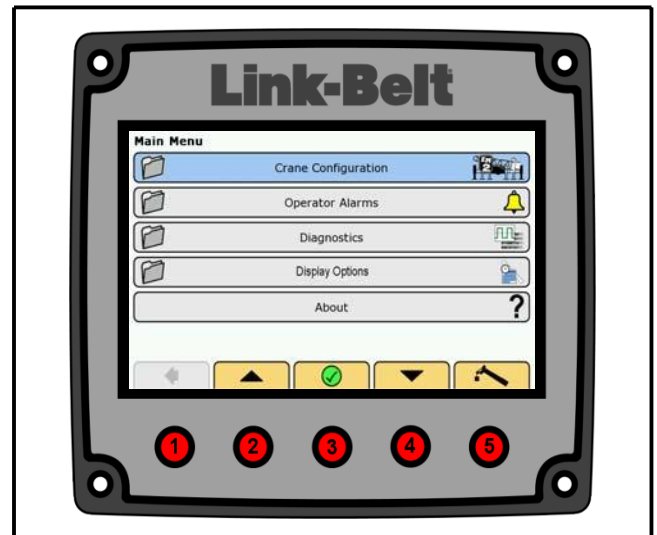 Link-Belt
Main Menu
Crane Configuration
Operator Alarms
Diagnostics
Display Options
About
?
1 2 3 4 5